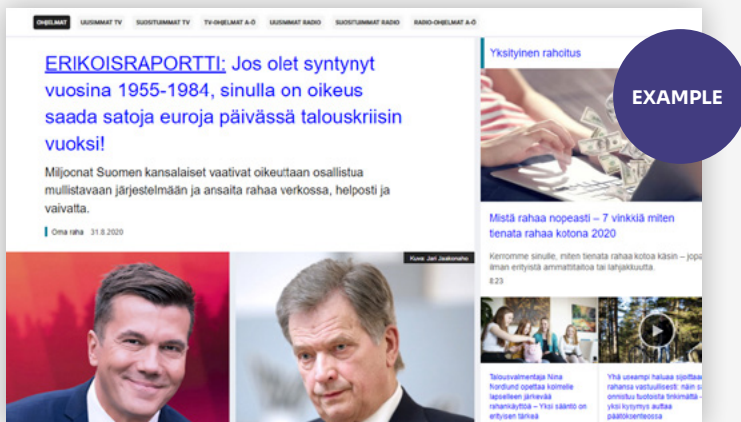 OHJELMAT UUSIMMAT TV SUOSITUIMMAT TV TV-OHJELMAT A-Ö UUSIMMAT RADIO SUOSITUIMMAT RADIO RADIO-OHJELMAT A-Ö
ERIKOISRAPORTTI: Jos olet syntynyt
vuosina 1955-1984, sinulla on oikeus
saada satoja euroja päivässä talouskriisin
vuoksi!
Miljoonat Suomen kansalaiset vaativat oikeuttaan osallistua
mullistavaan järjestelmään ja ansaita rahaa verkossa, helposti ja
vaivatta.
Oma raha 31.8.2020
Kuva: Jari Jaakonaho
Yksityinen rahoitus
EXAMPLE
Mistä rahaa nopeasti – 7 vinkkiä miten
tienata rahaa kotona 2020
Kerromme sinulle, miten tienata rahaa kotoa käsin – jopa
ilman erityistä ammattitaitoa tai lahjakkuutta.
8.23
Talousvalmentaja Nina
Nordlund opettaa kolmelle
lapselleen järkevää
rahankäyttöä – Yksi sääntö on
erityisen tärkeä
Yhä useampi haluaa sijoittaa
rahansa vastuullisesti: näin
onnistuu tuotoista tinkimättä –
yksi kysymys auttaa
päätöksenteossa